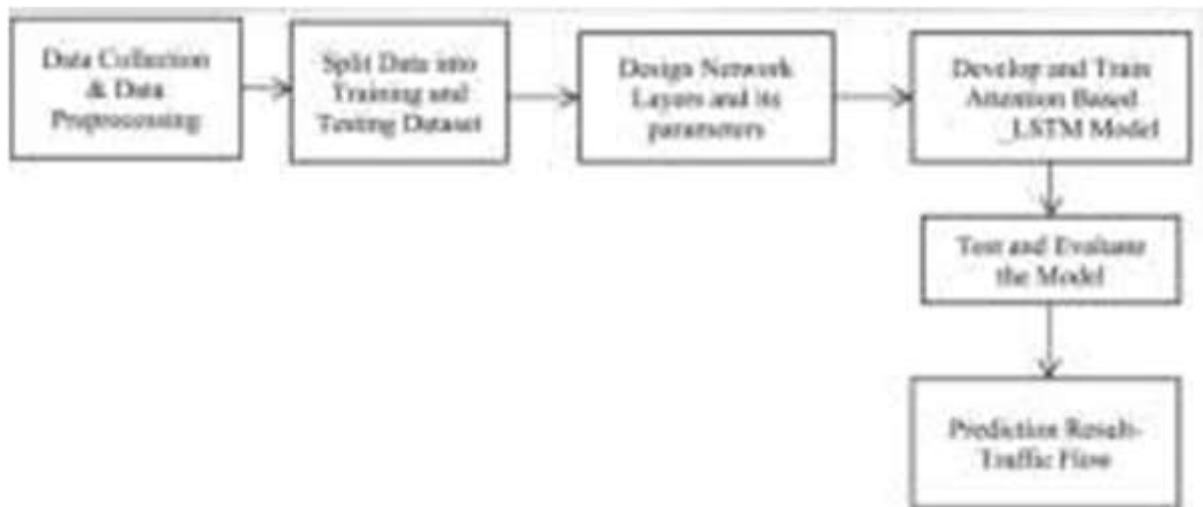 Data Collection
& Data
Preprocessing
Split Data into
Training and
Testing Dataset
Design Network
Layers and its
parameters
Develop and Train
Attention Based
_LSTM Model
Test and Evaluate
the Model
Prediction Result-
Traffic Flow